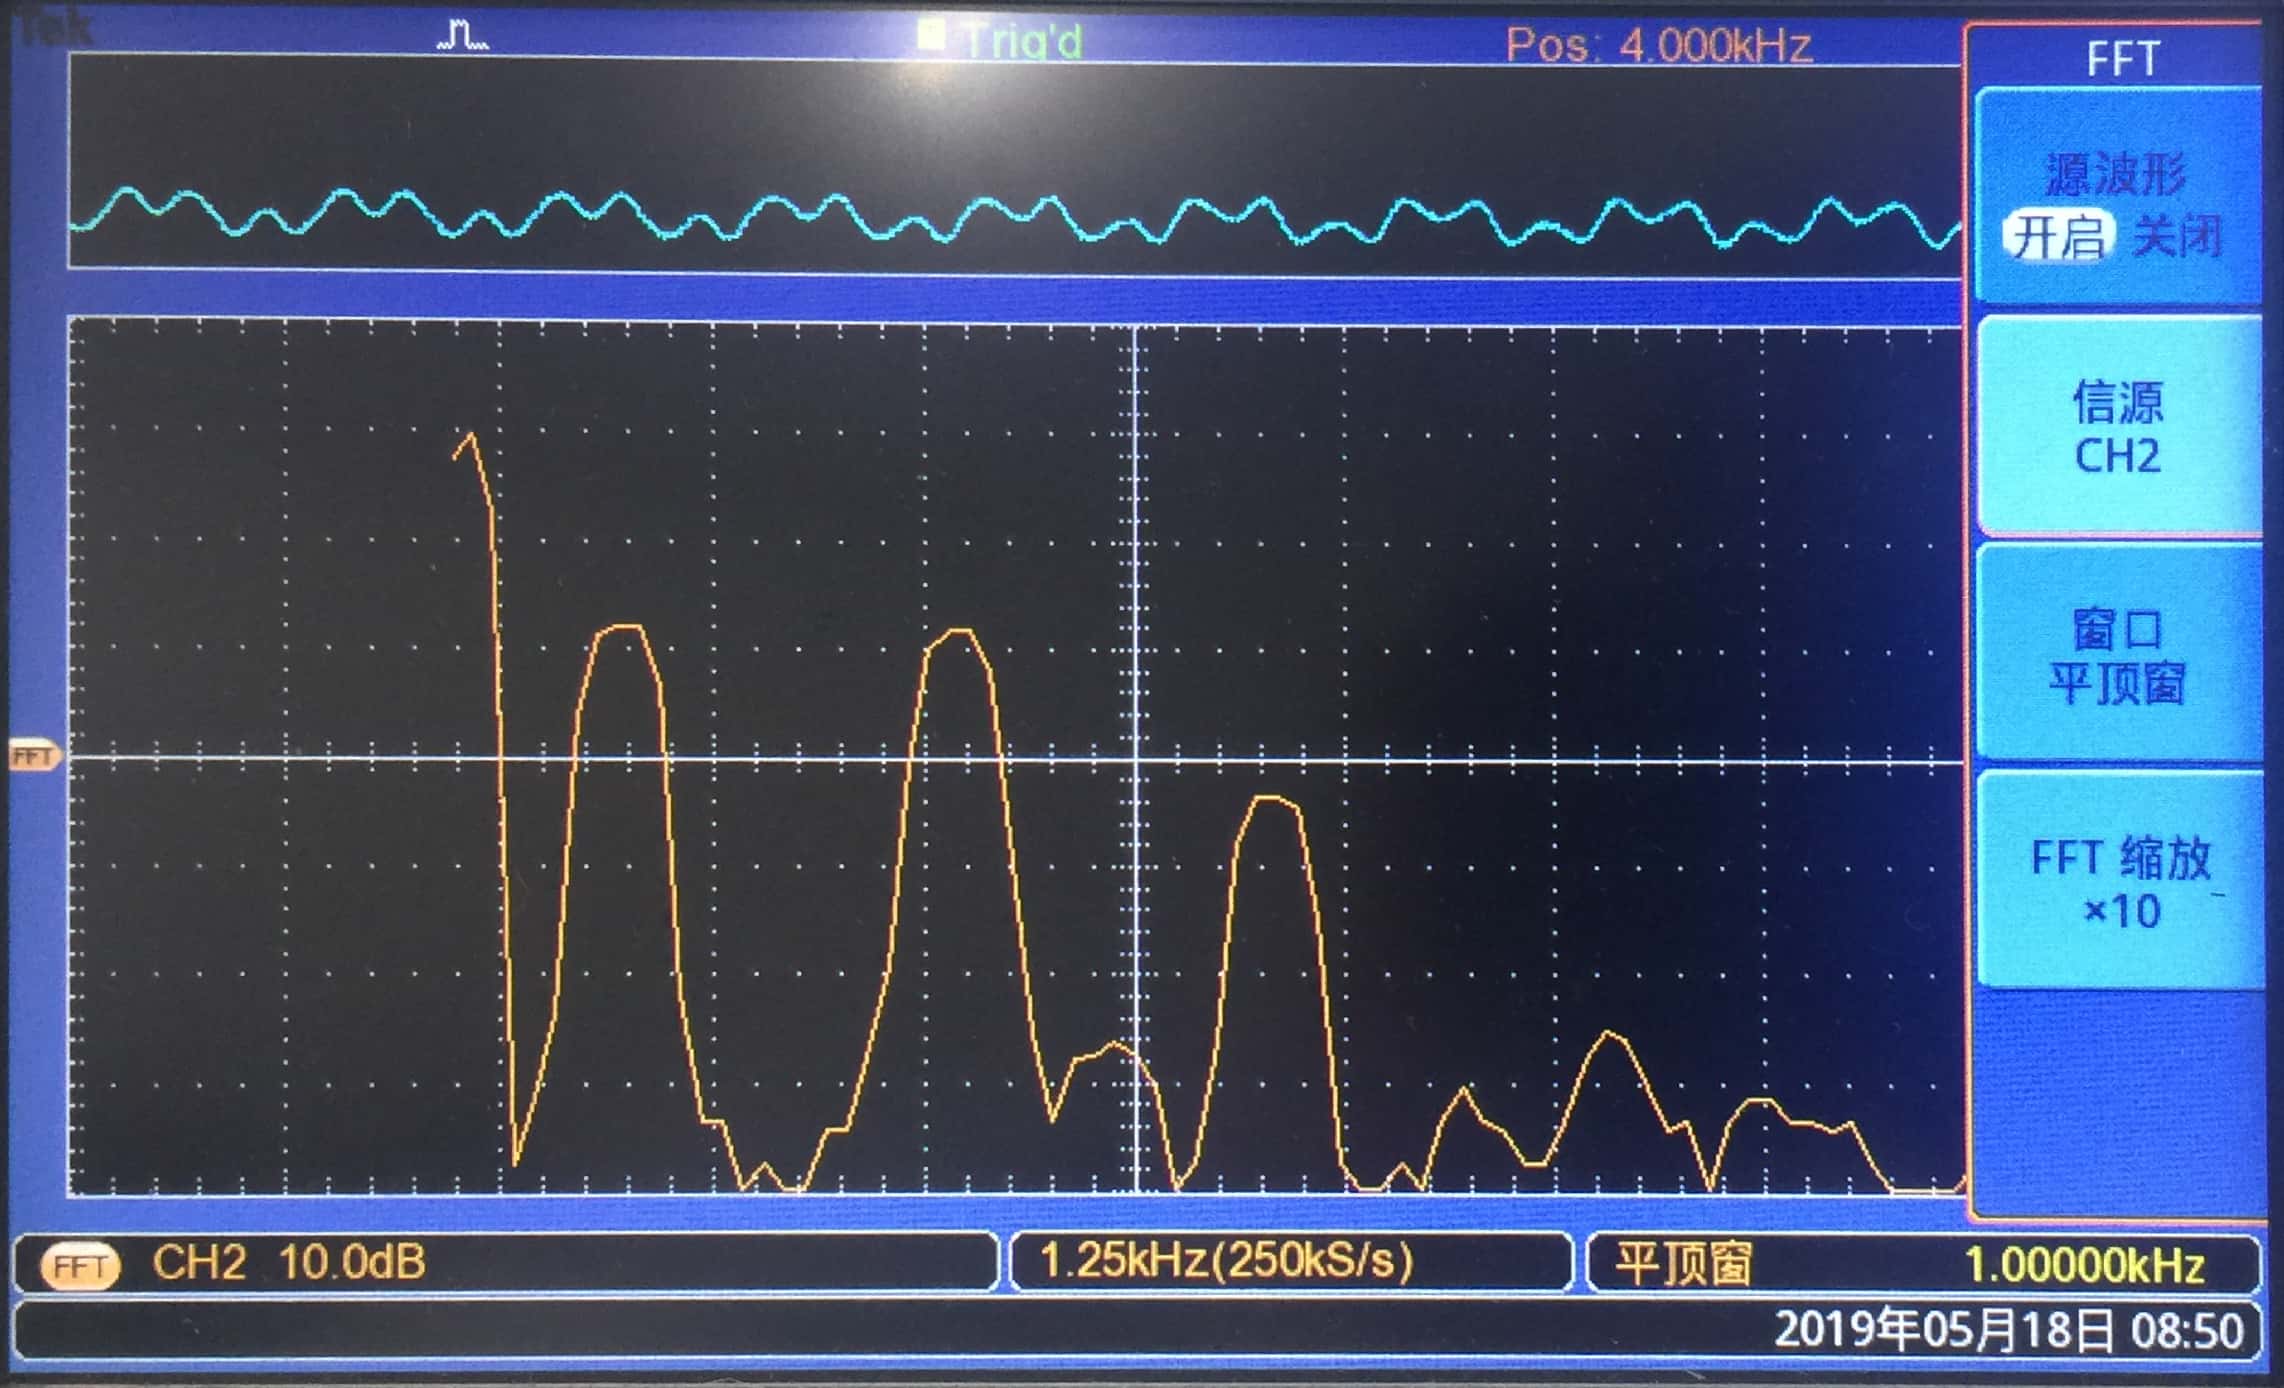 Tek
Trig'd
Pos: 4.000kHz
FFT
源波形
开启 关闭
信源
CH2
窗口
平顶窗
FFT 缩放
×10
FFT
FFT CH2 10.0dB
1.25kHz(250kS/s)
平顶窗 1.00000kHz
2019年05月18日 08:50